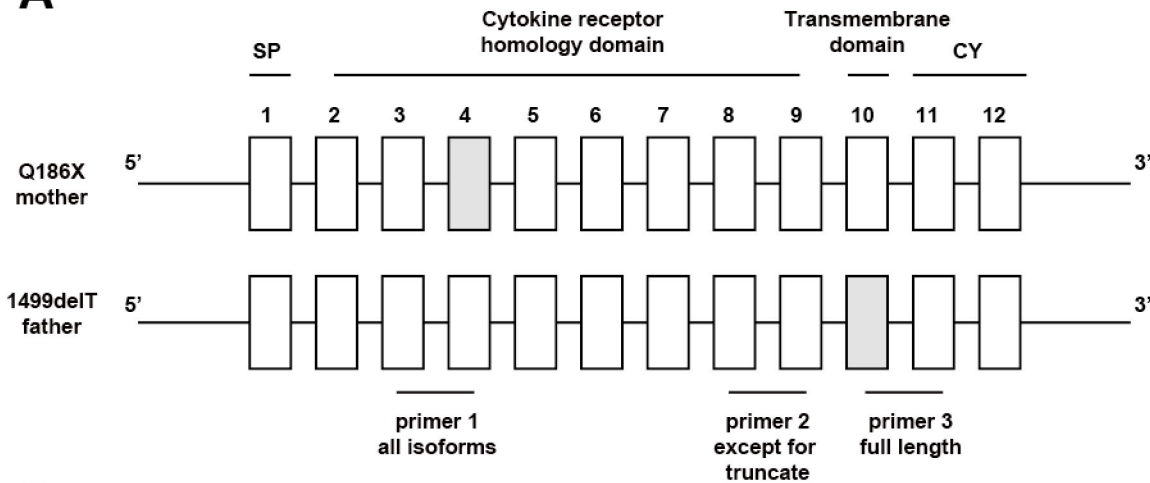 A
Cytokine receptor
homology domain
Transmembrane
domain
SP
CY
1 2 3 4 5 6 7 8 9 10 11 12
Q186X
mother
5’
3’
1499delT
father
5’
3’
primer 1
all isoforms
primer 2
except for
truncate
primer 3
full length